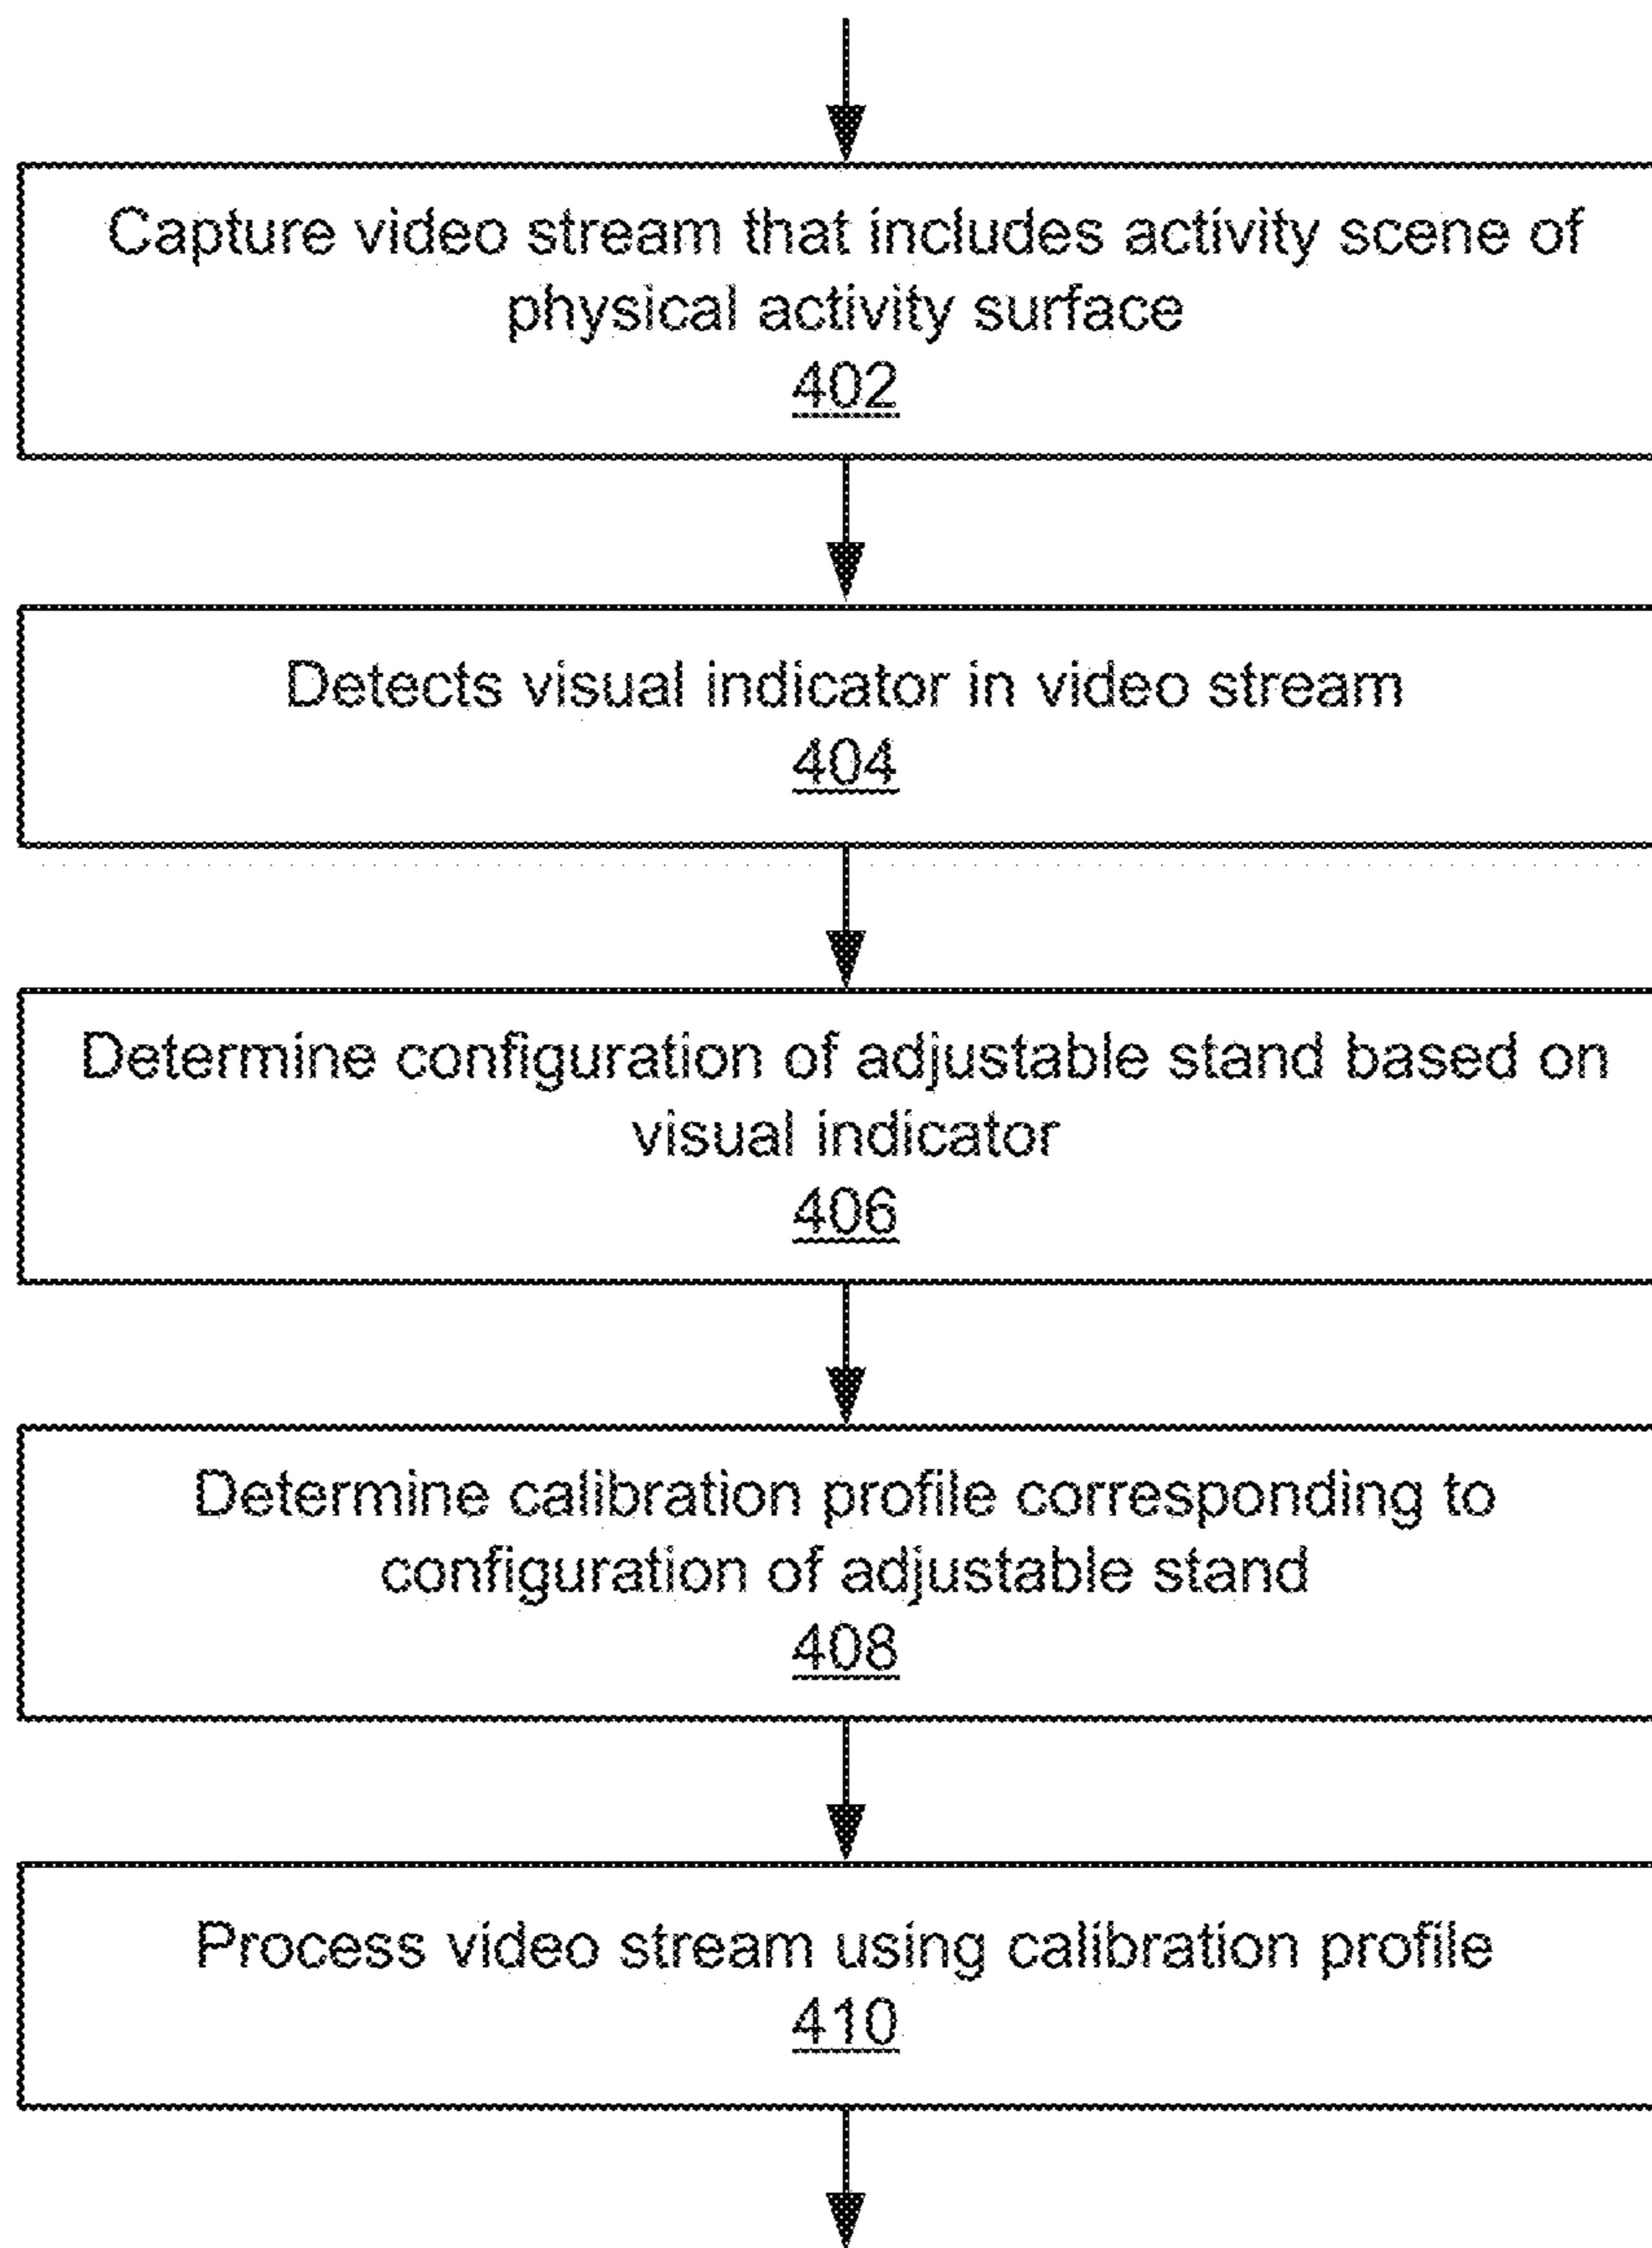 Capture video stream that includes activity scene of
physical activity surface
402
Detects visual indicator in video stream
404
Determine configuration of adjustable stand based on
visual indicator
406
Determine calibration profile corresponding to
configuration of adjustable stand
408
Process video stream using calibration profile
410